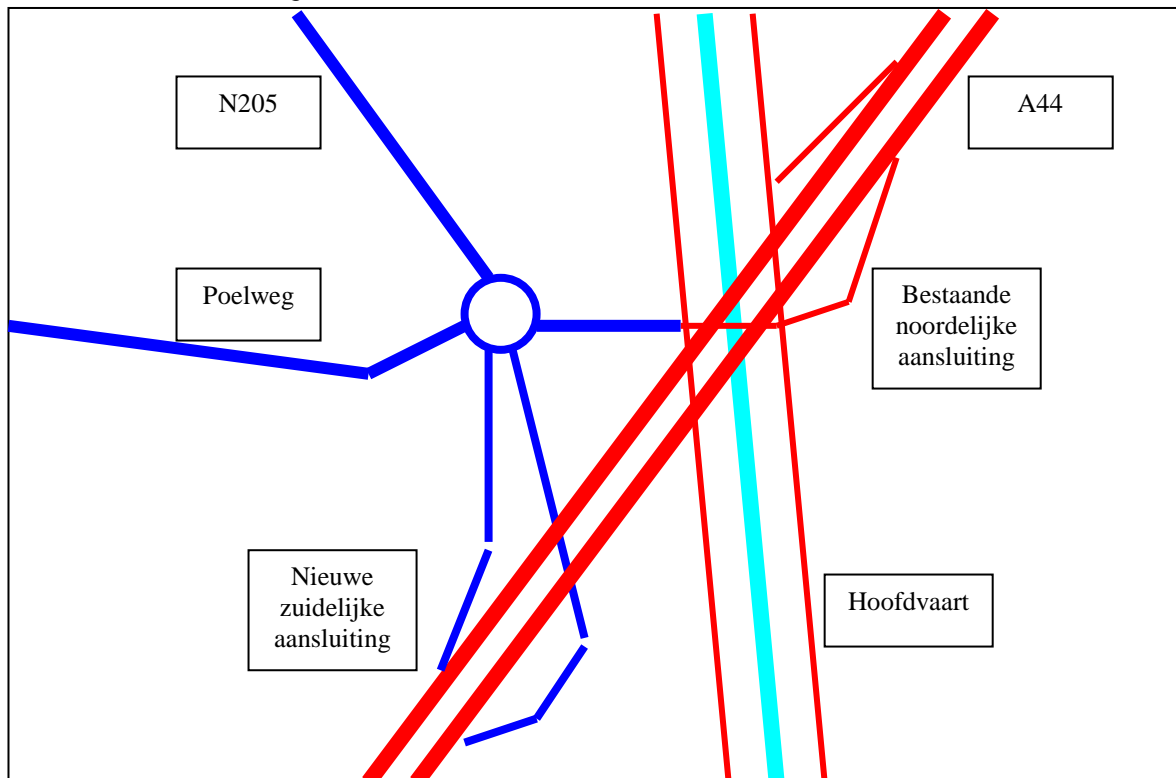 N205
A44
Poelweg
Bestaande
noordelijke
aansluiting
Nieuwe
zuidelijke
aansluiting
Hoofdvaart